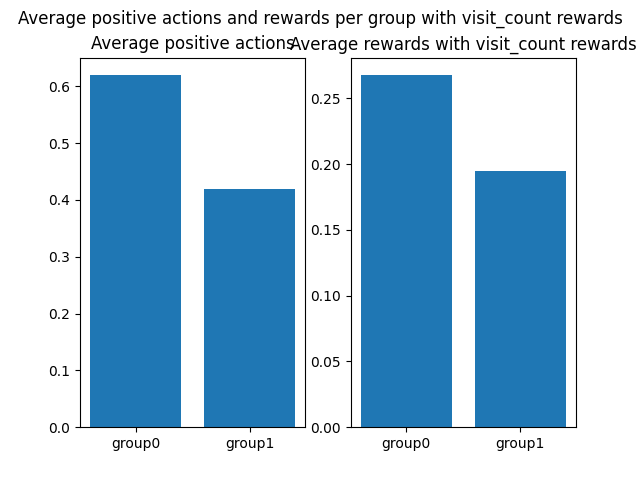 Average positive actions and rewards per group with visit_count rewards
Average positive actions
Average rewards with visit_count rewards
0.6
0.5
0.4
0.3
0.2
0.1
0.0
group0
group1
0.25
0.20
0.15
0.10
0.05
0.00
group0
group1